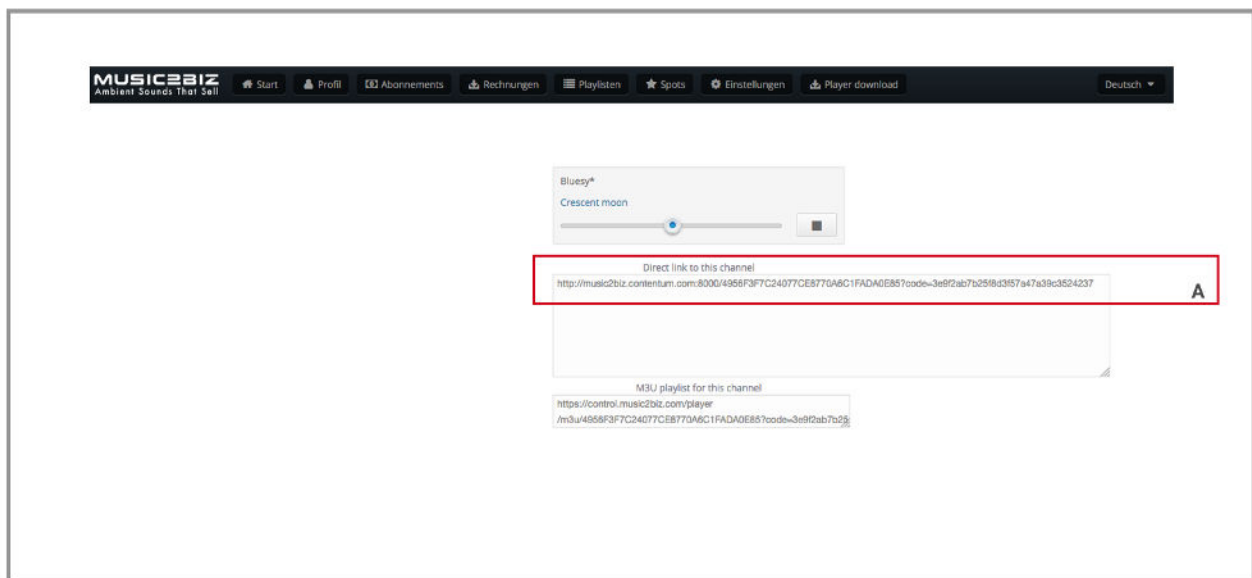 MUSIC2BIZ
Ambient Sounds That Sell
Start Profil Abonnements Rechnungen Playlisten Spots Einstellungen Player download Deutsch
Bluesy*
Crescent moon
Direct link to this channel
http://music2biz.contentum.com:8000/4956F3F7C24077CE8770A6C1FADA0E85?code=3e9f2ab7b25f8d3f57a47a39c3524237
A
M3U playlist for this channel
https://control.music2biz.com/player
/m3u/4956F3F7C24077CE8770A6C1FADA0E85?code=3e9f2ab7b25